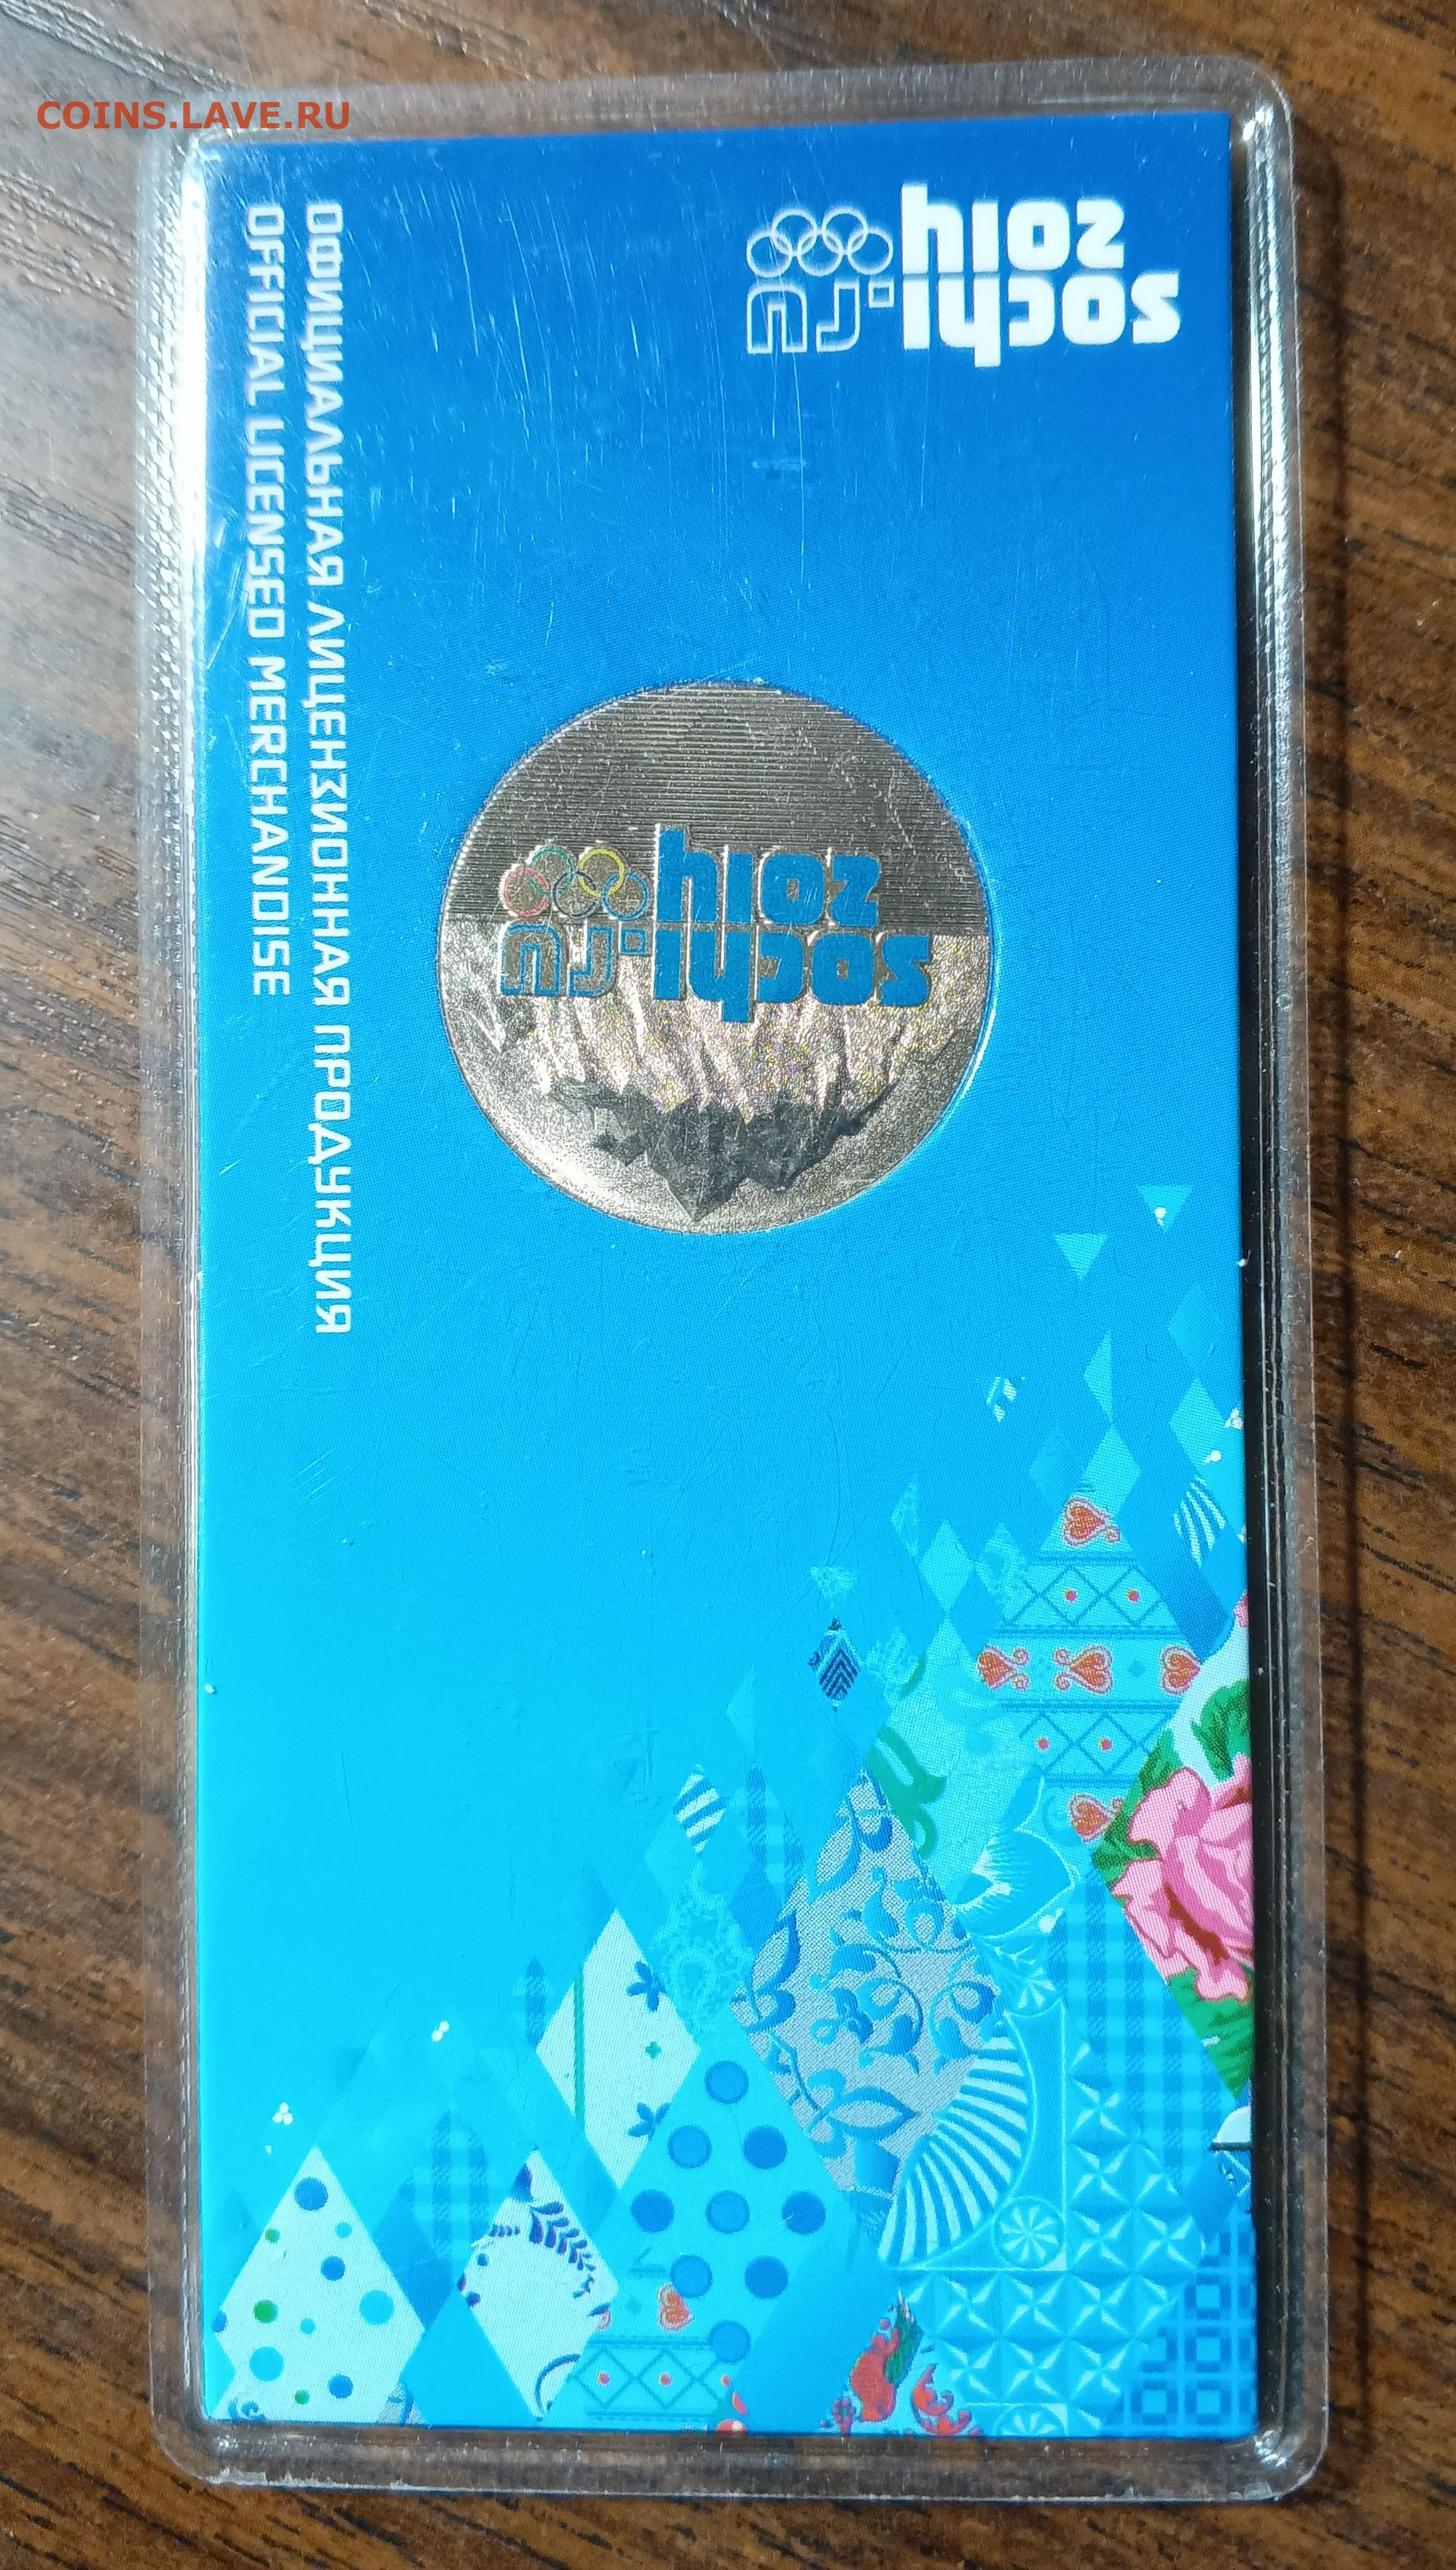 COINS.LAVE.RU
sochi.ru
2014
ОФИЦИАЛЬНАЯ ЛИЦЕНЗИОННАЯ ПРОДУКЦИЯ
OFFICIAL LICENSED MERCHANDISE
sochi.ru
2014